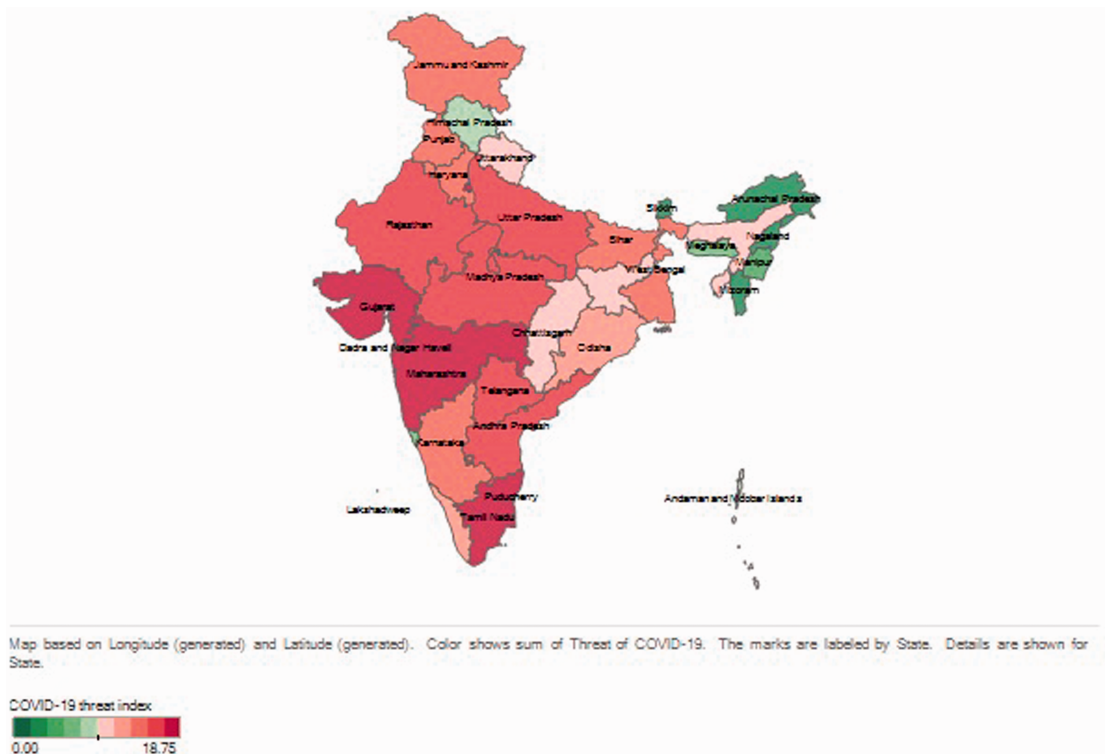 Jammu and Kashmir
Himachal Pradesh
Punjab
Uttarakhand
Haryana
Sikkim
Arunachal Pradesh
Uttar Pradesh
Rajasthan
Nagaland
Bihar
Meghalaya
Manipur
West Bengal
Madhya Pradesh
Mizoram
Gujarat
Chhattisgarh
Dadra and Nagar Haveli
Odisha
Maharashtra
Telangana
Andhra Pradesh
Karnataka
Puducherry
Andaman and Nicobar Islands
Lakshadweep
Tamil Nadu
Map based on Longitude (generated) and Latitude (generated). Color shows sum of Threat of COVID-19. The marks are labeled by State. Details are shown for
State.
COVID-19 threat index
0.00 18.75